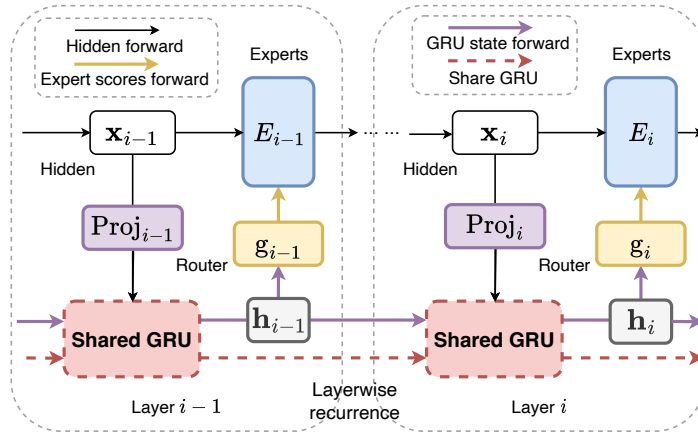 Hidden forward
Expert scores forward
Experts
GRU state forward
Share GRU
Experts
x_{i−1}
E_{i−1}
... ...
x_i
E_i
Hidden
Hidden
Proj_{i−1}
g_{i−1}
Router
Proj_i
g_i
Router
Shared GRU
h_{i−1}
Shared GRU
h_i
Layer i − 1
Layerwise
recurrence
Layer i